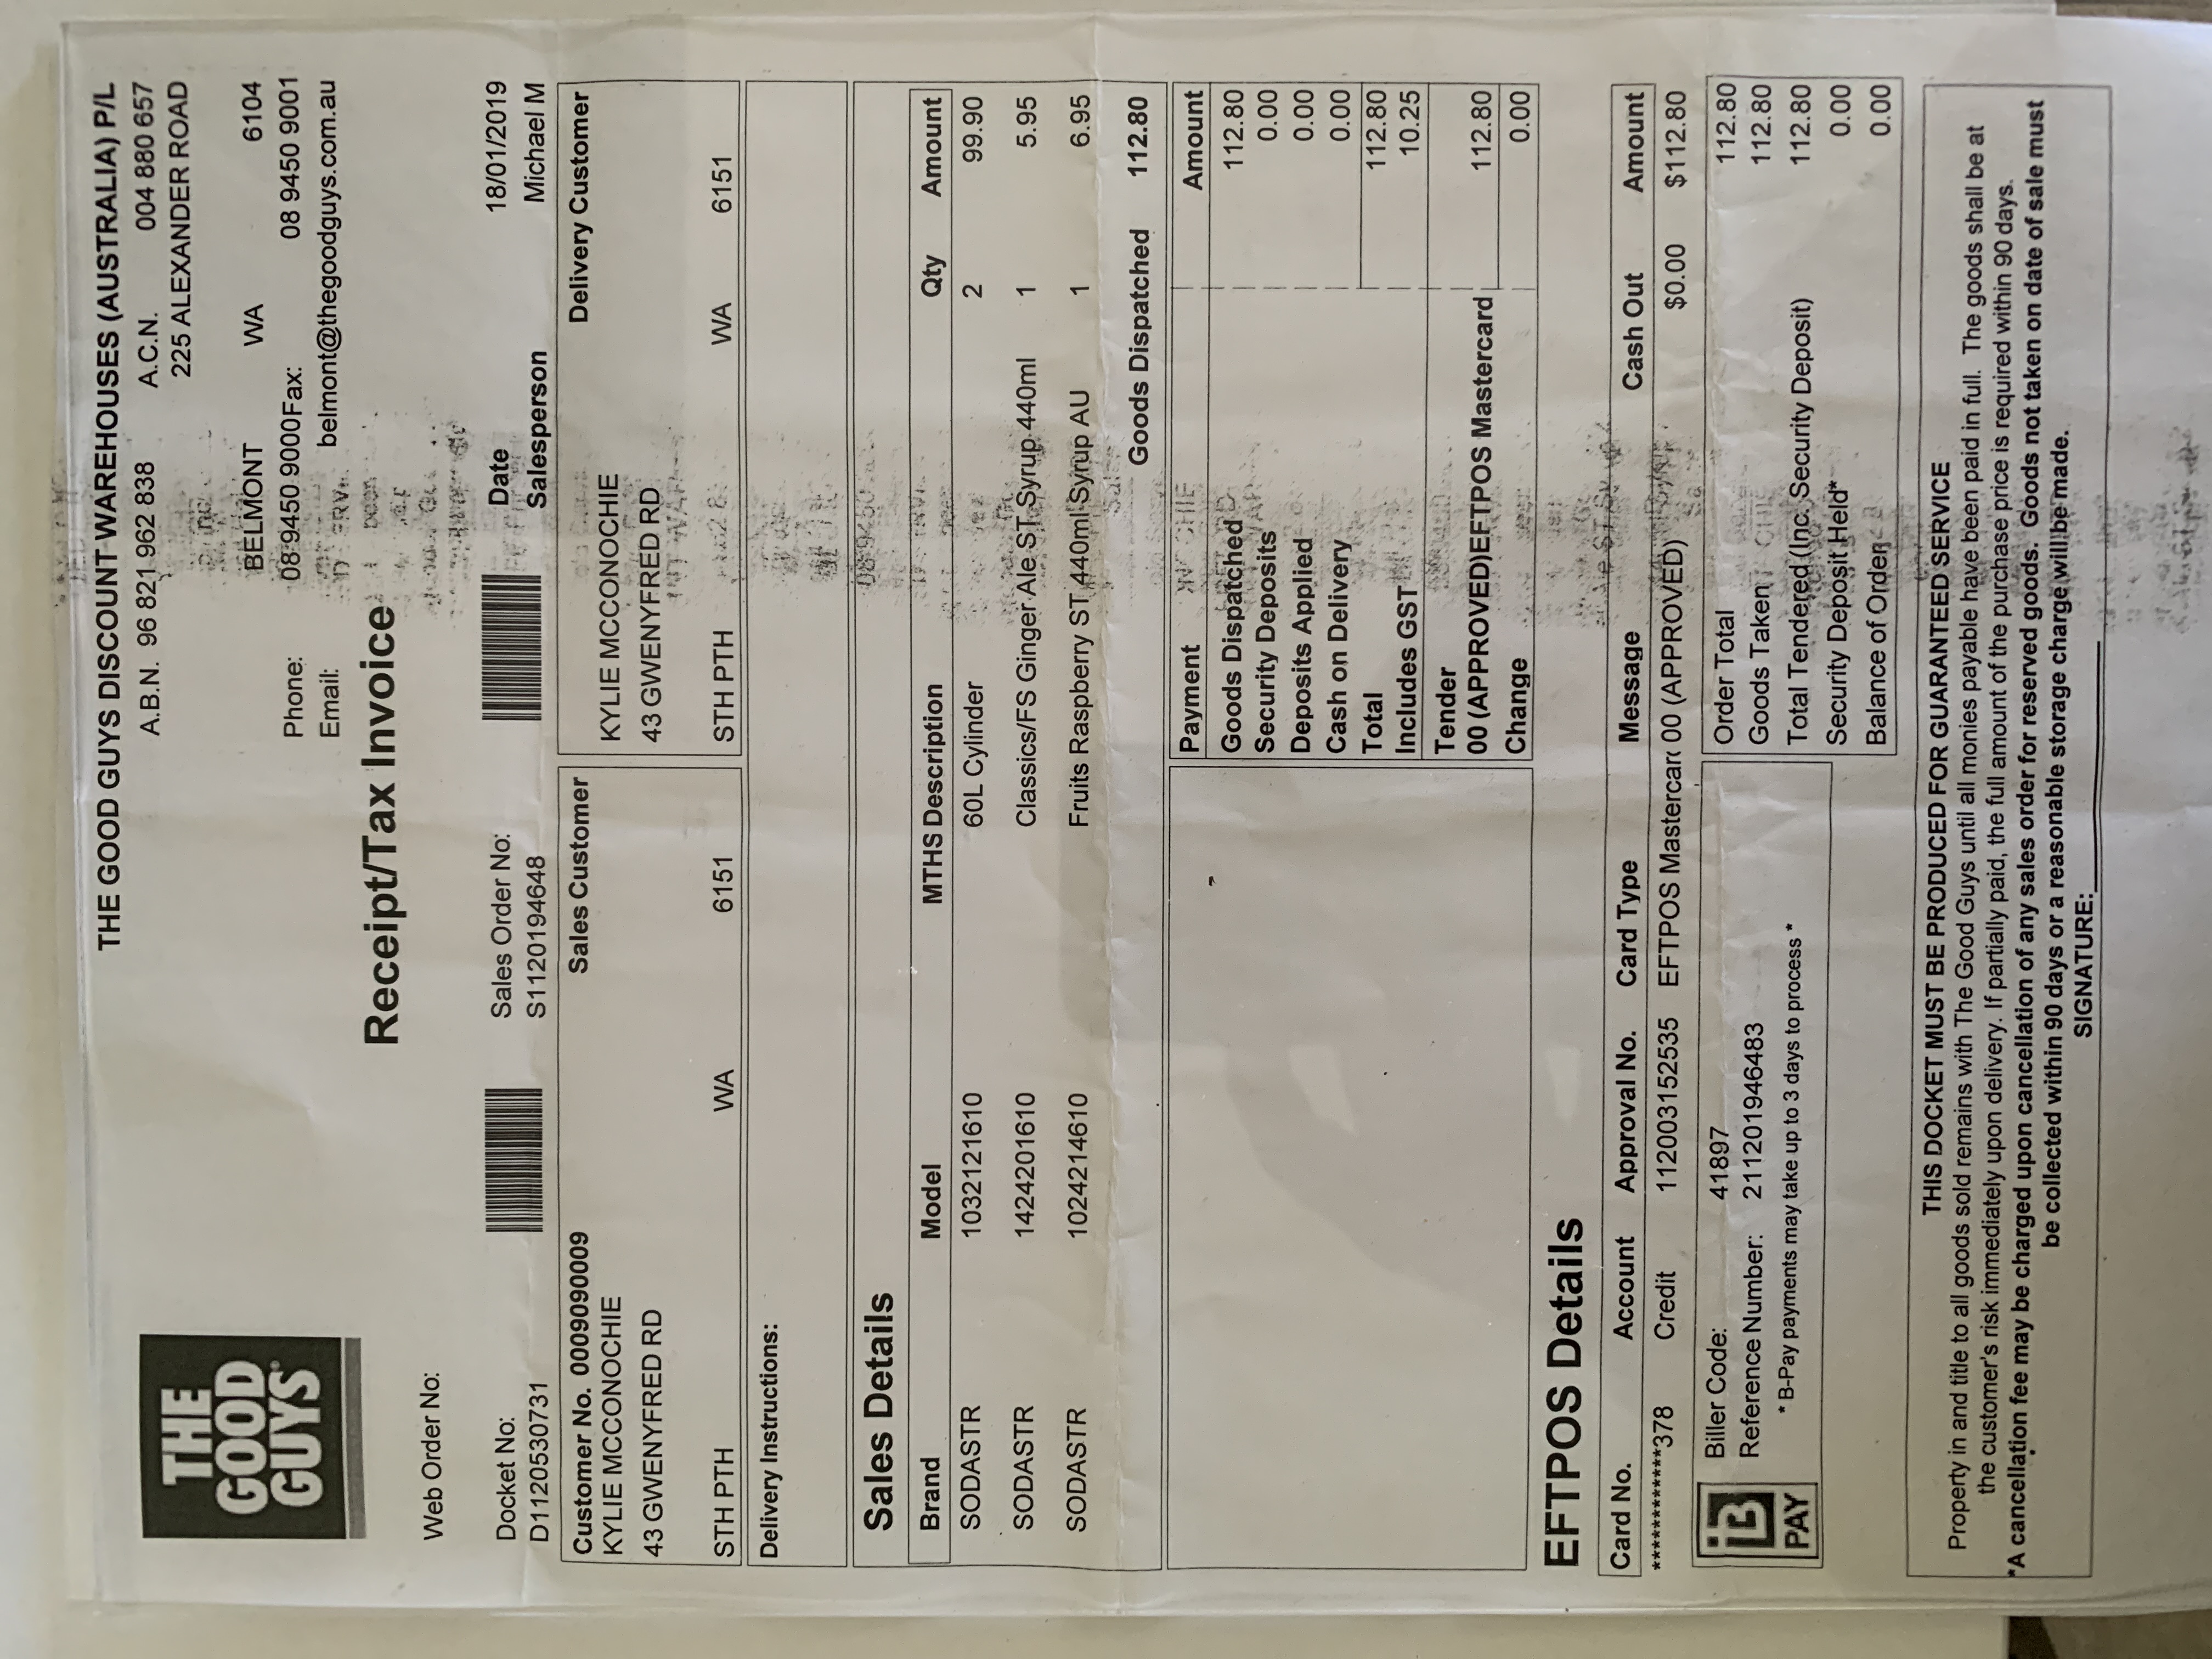 THE GOOD GUYS DISCOUNT WAREHOUSES (AUSTRALIA) P/L
A.B.N. 96 821 962 838 A.C.N. 004 880 657
225 ALEXANDER ROAD
THE
GOOD
GUYS
BELMONT WA 6104
Phone: 08 9450 9000 Fax: 08 9450 9001
Email: belmont@thegoodguys.com.au
Receipt/Tax Invoice
Web Order No:
Docket No: Sales Order No: Date 18/01/2019
D1120530731 S1120194648 Salesperson Michael M
Customer No. 0009090009 Sales Customer Delivery Customer
KYLIE MCCONOCHIE KYLIE MCCONOCHIE
43 GWENYFRED RD 43 GWENYFRED RD
STH PTH WA 6151 STH PTH WA 6151
Delivery Instructions:
Sales Details
Brand Model MTHS Description Qty Amount
SODASTR 1032121610 60L Cylinder 2 99.90
SODASTR 1424201610 Classics/FS Ginger Ale ST Syrup 440ml 1 5.95
SODASTR 1024214610 Fruits Raspberry ST 440ml Syrup AU 1 6.95
Goods Dispatched 112.80
Payment Amount
Goods Dispatched 112.80
Security Deposits 0.00
Deposits Applied 0.00
Cash on Delivery 0.00
Total 112.80
Includes GST 10.25
Tender
00 (APPROVED)EFTPOS Mastercard 112.80
Change 0.00
EFTPOS Details
Card No. Account Approval No. Card Type Message Cash Out Amount
************378 Credit 112003152535 EFTPOS Mastercar 00 (APPROVED) $0.00 $112.80
B
PAY
Biller Code: 41897
Reference Number: 211201946483
* B-Pay payments may take up to 3 days to process *
Order Total 112.80
Goods Taken 112.80
Total Tendered (Inc. Security Deposit) 112.80
Security Deposit Held* 0.00
Balance of Order 0.00
THIS DOCKET MUST BE PRODUCED FOR GUARANTEED SERVICE
Property in and title to all goods sold remains with The Good Guys until all monies payable have been paid in full. The goods shall be at
the customer's risk immediately upon delivery. If partially paid, the full amount of the purchase price is required within 90 days.
*A cancellation fee may be charged upon cancellation of any sales order for reserved goods. Goods not taken on date of sale must
be collected within 90 days or a reasonable storage charge will be made.
SIGNATURE: